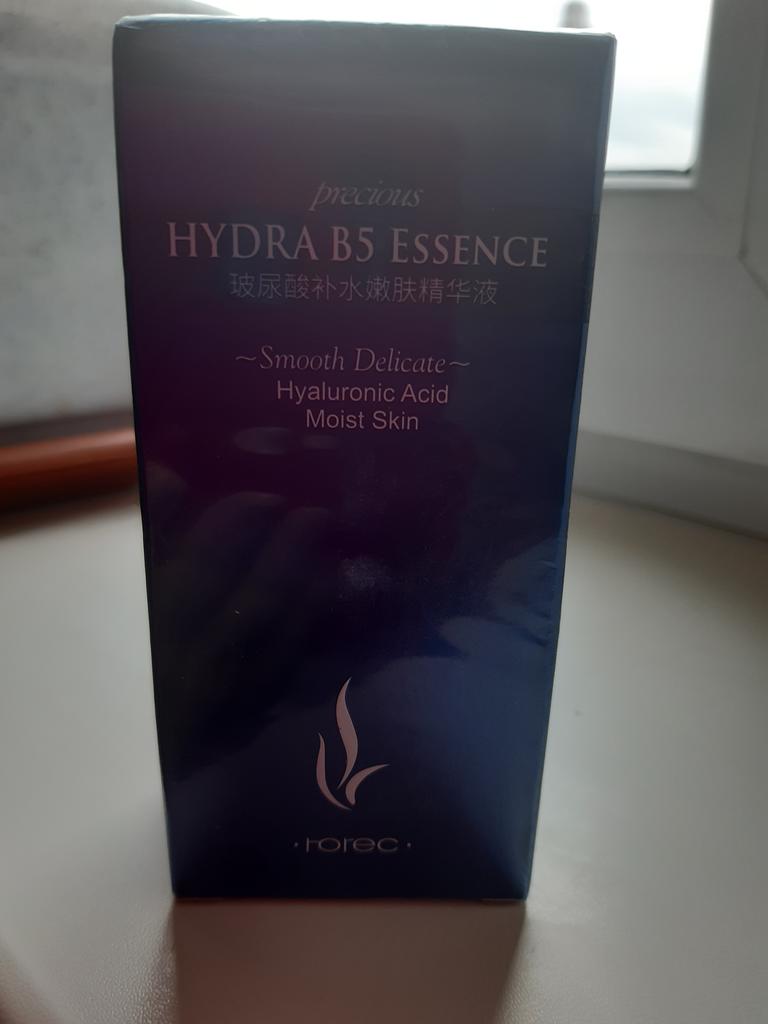 precious
HYDRA B5 ESSENCE
玻尿酸补水嫩肤精华液
~Smooth Delicate~
Hyaluronic Acid
Moist Skin
·rorec·